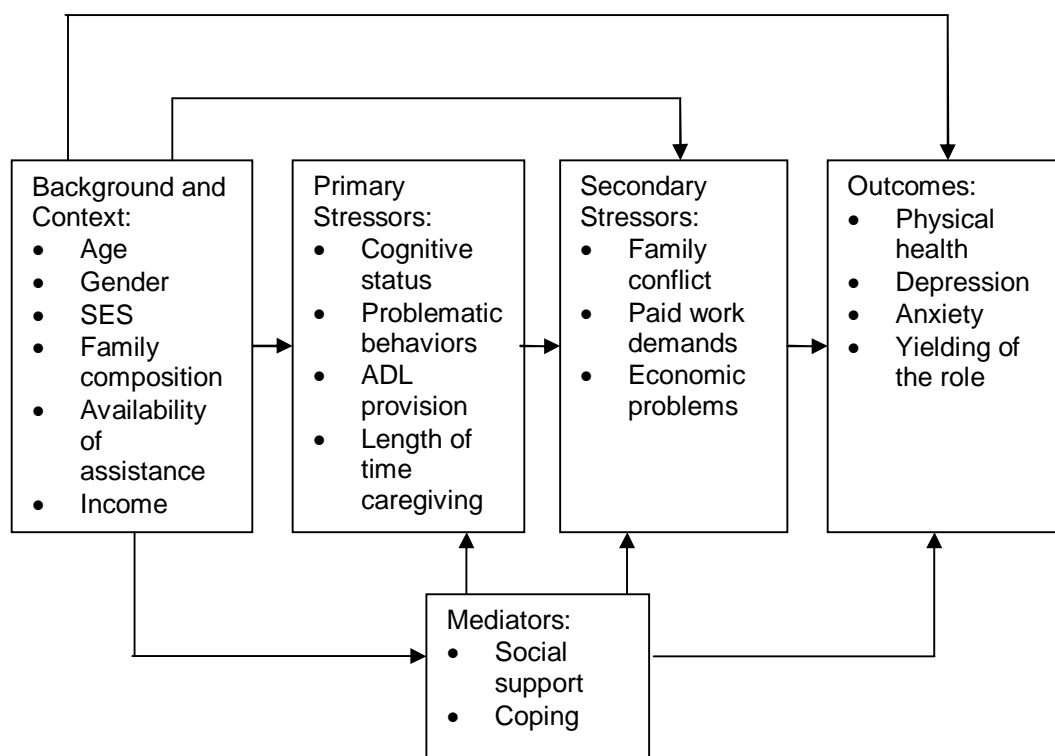 Background and
Context:
• Age
• Gender
• SES
• Family
composition
• Availability
of
assistance
• Income
Primary
Stressors:
• Cognitive
status
• Problematic
behaviors
• ADL
provision
• Length of
time
caregiving
Secondary
Stressors:
• Family
conflict
• Paid work
demands
• Economic
problems
Outcomes:
• Physical
health
• Depression
• Anxiety
• Yielding of
the role
Mediators:
• Social
support
• Coping